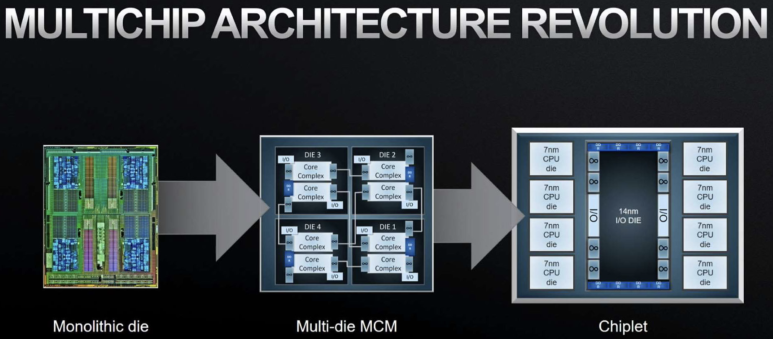 MULTICHIP ARCHITECTURE REVOLUTION
DIE 3
I/O
Core
Complex
Core
Complex
I/O
DIE 2
I/O
Core
Complex
Core
Complex
I/O
DIE 4
I/O
Core
Complex
Core
Complex
I/O
DIE 1
I/O
Core
Complex
Core
Complex
I/O
7nm
CPU
die
7nm
CPU
die
7nm
CPU
die
7nm
CPU
die
I/O
14nm
I/O DIE
I/O
7nm
CPU
die
7nm
CPU
die
7nm
CPU
die
7nm
CPU
die
Monolithic die
Multi-die MCM
Chiplet